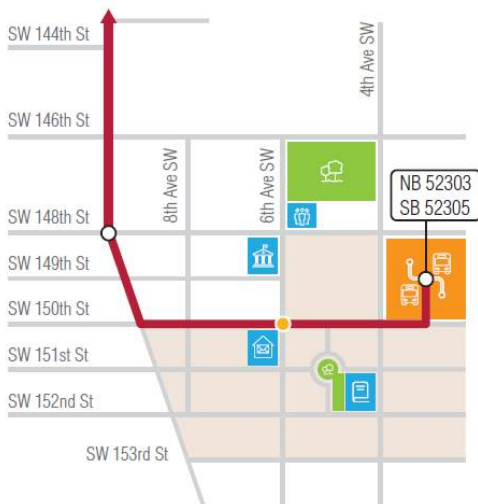 SW 144th St
4th Ave SW
SW 146th St
8th Ave SW
6th Ave SW
NB 52303
SB 52305
SW 148th St
SW 149th St
SW 150th St
SW 151st St
SW 152nd St
SW 153rd St